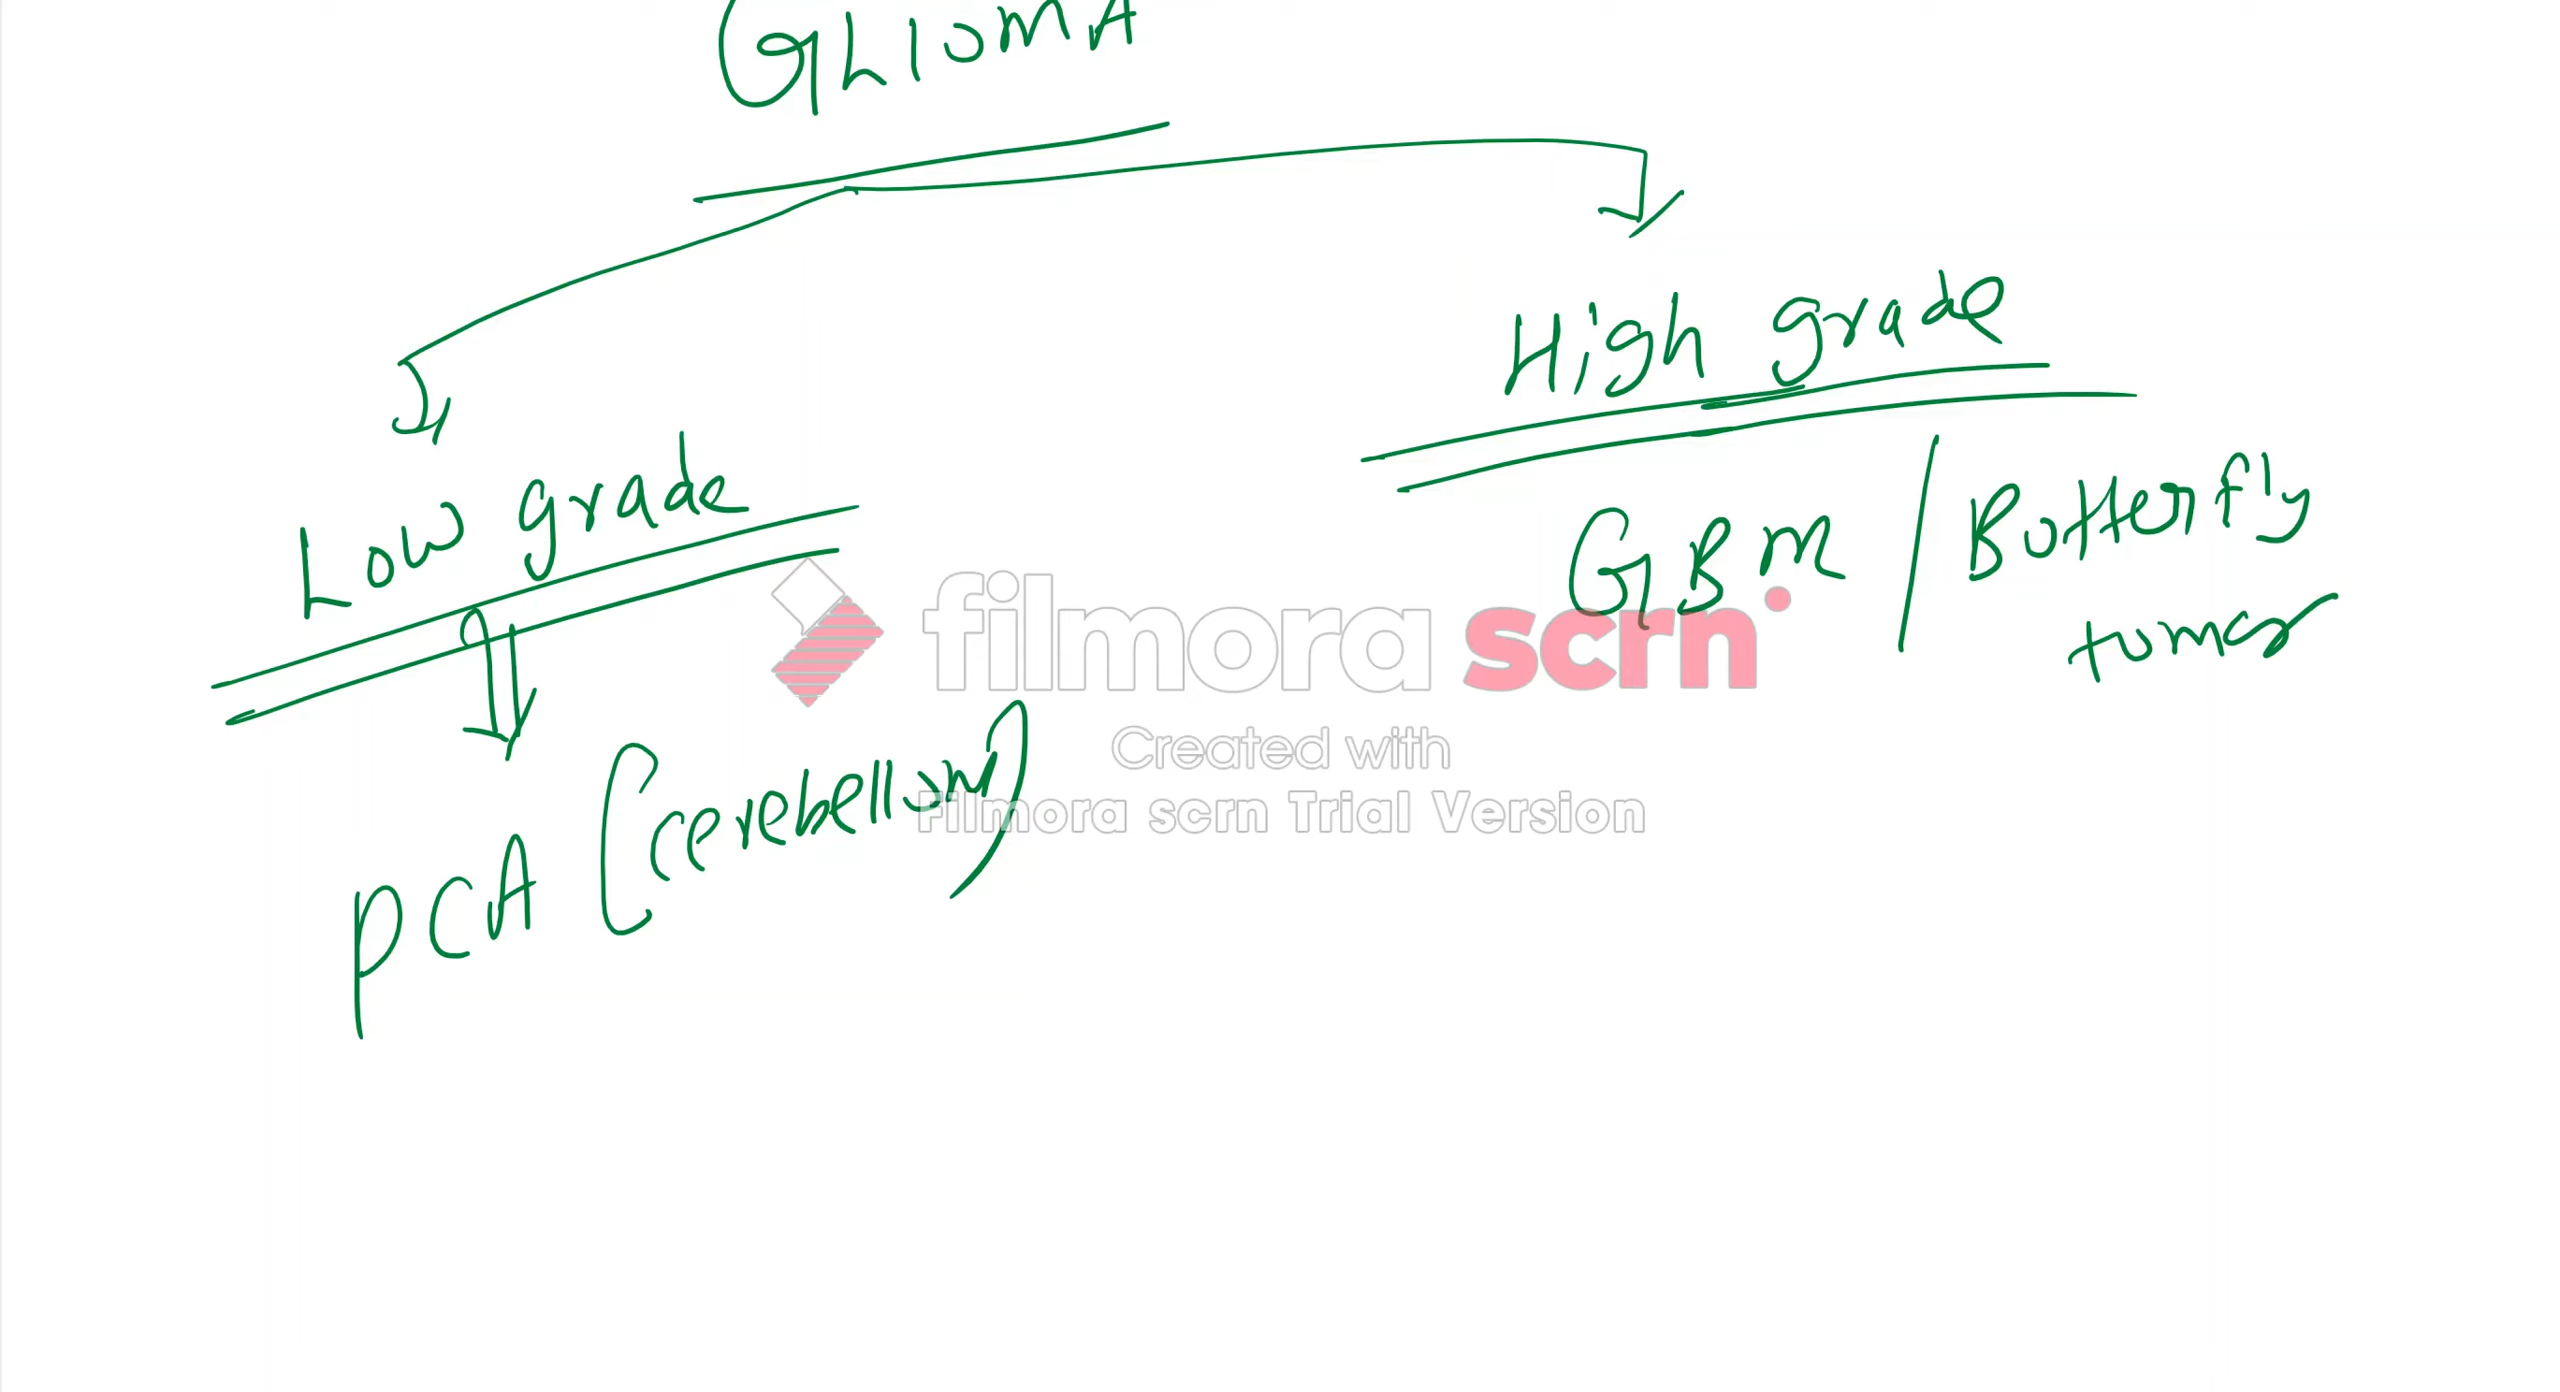 GLIOMA
High grade
Low grade
GBM / Butterfly
tumor
filmora scrn
Created with
Filmora scrn Trial Version
PCA (cerebellum)